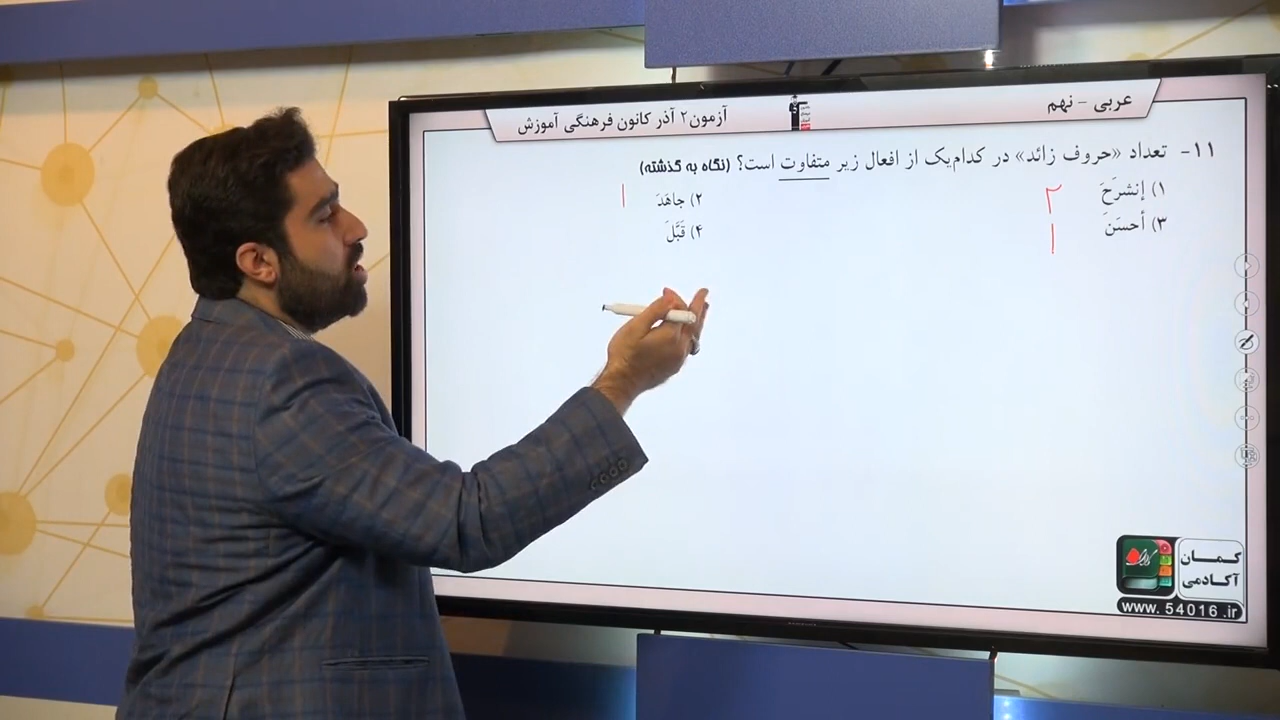 عربی - نهم
آزمون ۲ آذر کانون فرهنگی آموزش
۱۱- تعداد «حروف زائد» در کدام‌یک از افعال زیر متفاوت است؟ (نگاه به گذشته)
۱) إنشرَحَ ۲
۲) جاهَدَ ۱
۳) أحسَنَ ۱
۴) قَبَّلَ
کمان
آکادمی
www. 54016 .ir